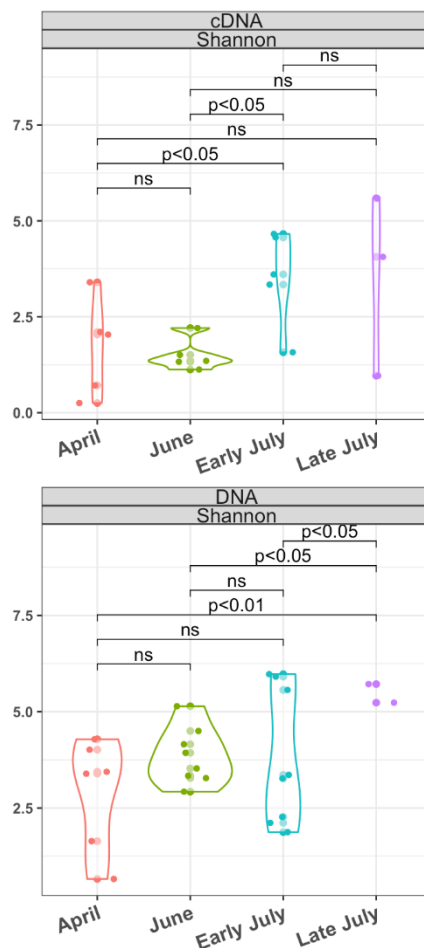 cDNA
Shannon
ns
ns
p<0.05
ns
p<0.05
ns
7.5
5.0
2.5
0.0
April
June
Early July
Late July
DNA
Shannon
p<0.05
p<0.05
ns
p<0.01
ns
ns
7.5
5.0
2.5
April
June
Early July
Late July